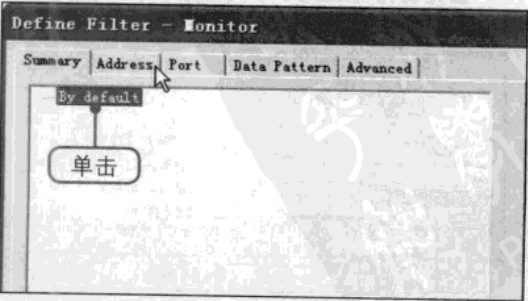 Define Filter - Monitor
Summary Address Port Data Pattern Advanced
By default
单击